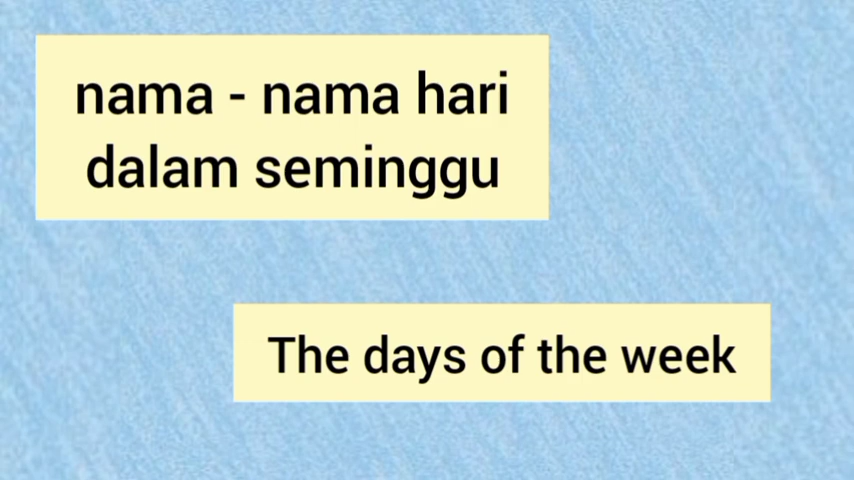 nama - nama hari
dalam seminggu
The days of the week